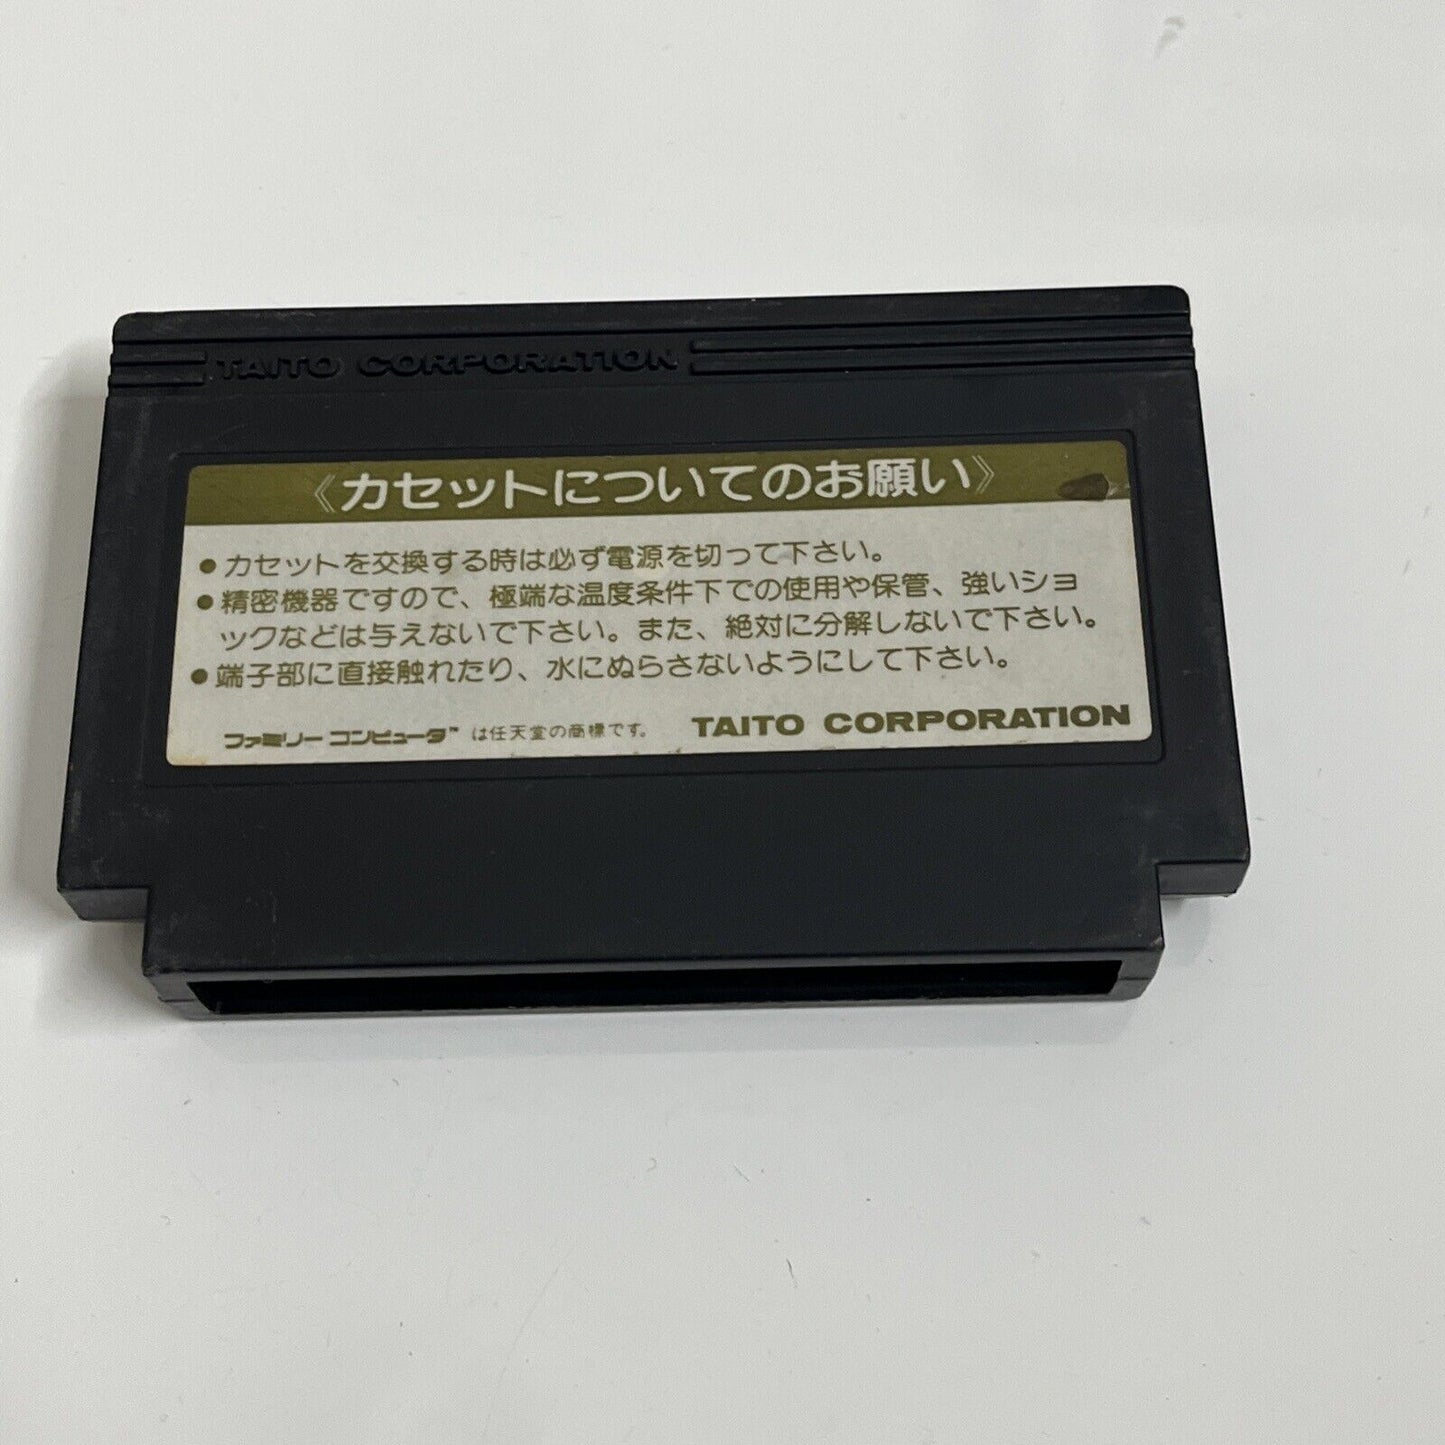 TAITO CORPORATION
《カセットについてのお願い》
●カセットを交換する時は必ず電源を切って下さい。
●精密機器ですので、極端な温度条件下での使用や保管、強いショ
ックなどは与えないで下さい。また、絶対に分解しないで下さい。
●端子部に直接触れたり、水にぬらさないようにして下さい。
ファミリーコンピュータ™ は任天堂の商標です。 TAITO CORPORATION